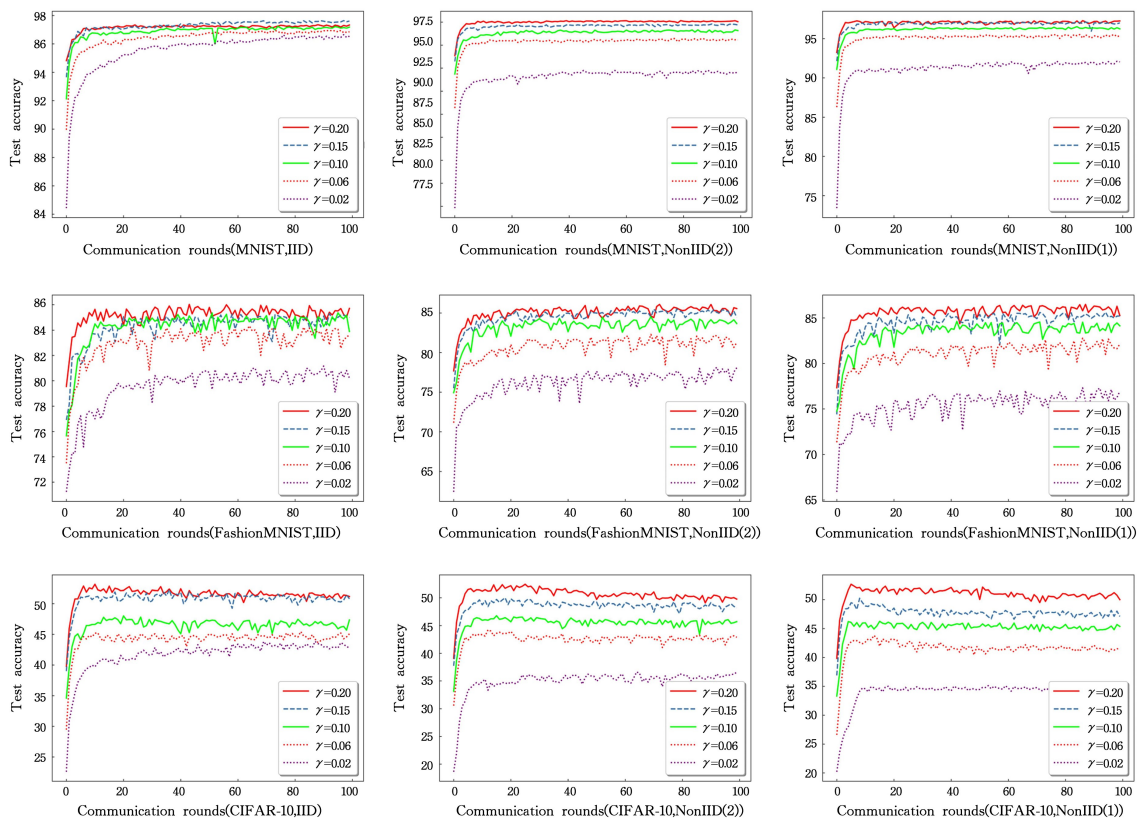 98
86
96
94
92
90
98
86
84
Test accuracy
γ=0.20
γ=0.15
γ=0.10
γ=0.06
γ=0.02
0 20 40 60 80 100
Communication rounds(MNIST,IID)
97.5
95.0
92.5
90.0
87.5
85.0
82.5
80.0
77.5
Test accuracy
γ=0.20
γ=0.15
γ=0.10
γ=0.06
γ=0.02
0 20 40 60 80 100
Communication rounds(MNIST,NonIID(2))
95
90
85
80
75
Test accuracy
γ=0.20
γ=0.15
γ=0.10
γ=0.06
γ=0.02
0 20 40 60 80 100
Communication rounds(MNIST,NonIID(1))
86
84
82
80
78
76
74
72
Test accuracy
γ=0.20
γ=0.15
γ=0.10
γ=0.06
γ=0.02
0 20 40 60 80 100
Communication rounds(FashionMNIST,IID)
85
80
75
70
65
Test accuracy
γ=0.20
γ=0.15
γ=0.10
γ=0.06
γ=0.02
0 20 40 60 80 100
Communication rounds(FashionMNIST,NonIID(2))
85
80
75
70
65
Test accuracy
γ=0.20
γ=0.15
γ=0.10
γ=0.06
γ=0.02
0 20 40 60 80 100
Communication rounds(FashionMNIST,NonIID(1))
50
45
40
35
30
25
Test accuracy
γ=0.20
γ=0.15
γ=0.10
γ=0.06
γ=0.02
0 20 40 60 80 100
Communication rounds(CIFAR-10,IID)
50
45
40
35
30
25
20
Test accuracy
γ=0.20
γ=0.15
γ=0.10
γ=0.06
γ=0.02
0 20 40 60 80 100
Communication rounds(CIFAR-10,NonIID(2))
50
45
40
35
30
25
20
Test accuracy
γ=0.20
γ=0.15
γ=0.10
γ=0.06
γ=0.02
0 20 40 60 80 100
Communication rounds(CIFAR-10,NonIID(1))